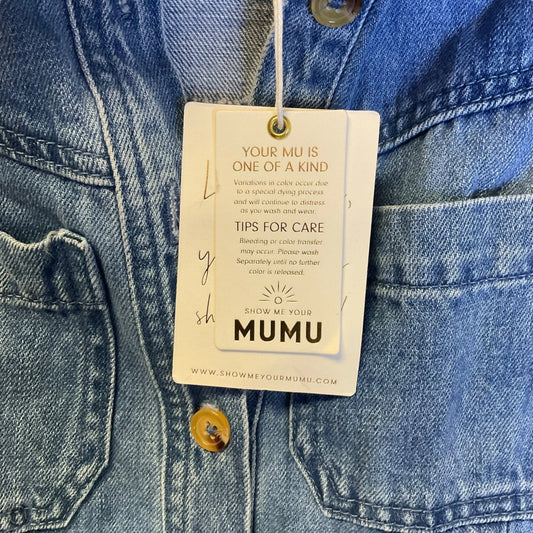 YOUR MU IS
ONE OF A KIND
Variations in color occur due
to a special dying process
and will continue to distress
as you wash and wear.
TIPS FOR CARE
Bleeding or color transfer
may occur. Please wash
Separately until no further
color is released.
SHOW ME YOUR
MUMU
WWW.SHOWMEYOURMUMU.COM